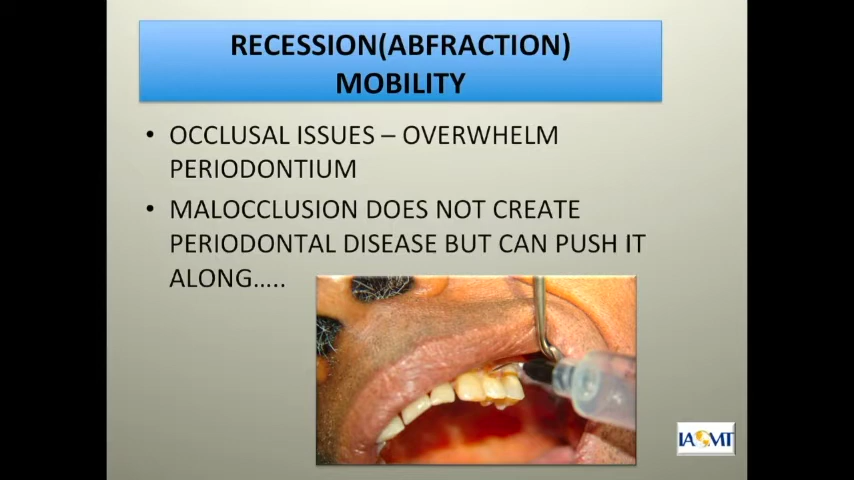 RECESSION(ABFRACTION)
MOBILITY
• OCCLUSAL ISSUES – OVERWHELM
PERIODONTIUM
• MALOCCLUSION DOES NOT CREATE
PERIODONTAL DISEASE BUT CAN PUSH IT
ALONG…..
IAOMT